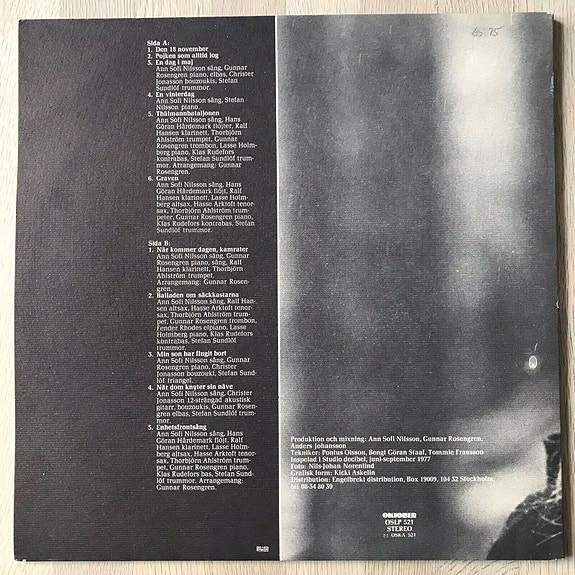 Sida A:
1. Den 18 november
2. Pojken som alltid log
3. En dag i maj
Ann Sofi Nilsson sång, Gunnar
Rosengren piano, elbas, Christer
Jonasson bouzoukis, Stefan
Sundlöf trummor.
4. En vinterdag
Ann Sofi Nilsson sång, Stefan
Nilsson piano.
5. Thälmannbataljonen
Ann Sofi Nilsson sång, Hans
Göran Hårdemark flöjter, Ralf
Hansen klarinett, Thorbjörn
Ahlström trumpet, Gunnar
Rosengren trombon, Lasse Holm-
berg piano, Klas Rudefors
kontrabas, Stefan Sundlöf trum-
mor, Arrangemang: Gunnar
Rosengren.
6. Graven
Ann Sofi Nilsson sång, Hans
Göran Hårdemark flöjt, Ralf
Hansen klarinett, Lasse Holm-
berg altsax, Hasse Arktoft tenor-
sax, Thorbjörn Ahlström trum-
peter, Gunnar Rosengren piano,
Klas Rudefors kontrabas, Stefan
Sundlöf trummor.
Sida B:
1. När kommer dagen, kamrater
Ann Sofi Nilsson sång, Gunnar
Rosengren piano, sång, Ralf
Hansen klarinett, Thorbjörn
Ahlström trumpet.
Arrangemang: Gunnar Rosen-
gren.
2. Balladen om säckkastarna
Ann Sofi Nilsson sång, Ralf Han-
sen altsax, Hasse Arktoft tenor-
sax, Thorbjörn Ahlström trum-
pet, Gunnar Rosengren trombon,
Fender Rhodes elpiano, Lasse
Holmberg piano, Klas Rudefors
kontrabas, Stefan Sundlöf
trummor.
3. Min son har flugit bort
Ann Sofi Nilsson sång, Gunnar
Rosengren piano, Christer
Jonasson bouzouki, Stefan Sund-
löf triangel.
4. När dom knyter sin näve
Ann Sofi Nilsson sång, Christer
Jonasson 12-strängad akustisk
gitarr, bouzoukis, Gunnar Rosen-
gren elbas, Stefan Sundlöf trum-
mor.
5. Enhetsfrontsång
Ann Sofi Nilsson sång, Hans
Göran Hårdemark flöjt, Ralf
Hansen klarinett, Lasse Holm-
berg altsax, Hasse Arktoft tenor-
sax, Thorbjörn Ahlström trum-
pet, Gunnar Rosengren piano,
Klas Rudefors bas, Stefan Sund-
löf trummor. Arrangemang:
Gunnar Rosengren.
Produktion och mixning: Ann Sofi Nilsson, Gunnar Rosengren,
Anders Johansson
Tekniker: Pontus Olsson, Bengt Göran Staaf, Tommie Fransson
Inspelad i Studio decibel, juni-september 1977
Foto: Nils-Johan Norenlind
Grafisk form: Kicki Askelin
Distribution: Engelbrekt distribution, Box 19009, 104 32 Stockholm,
tel 08-34 80 39
OKTOBER
OSLP 521
STEREO
OSKA 521